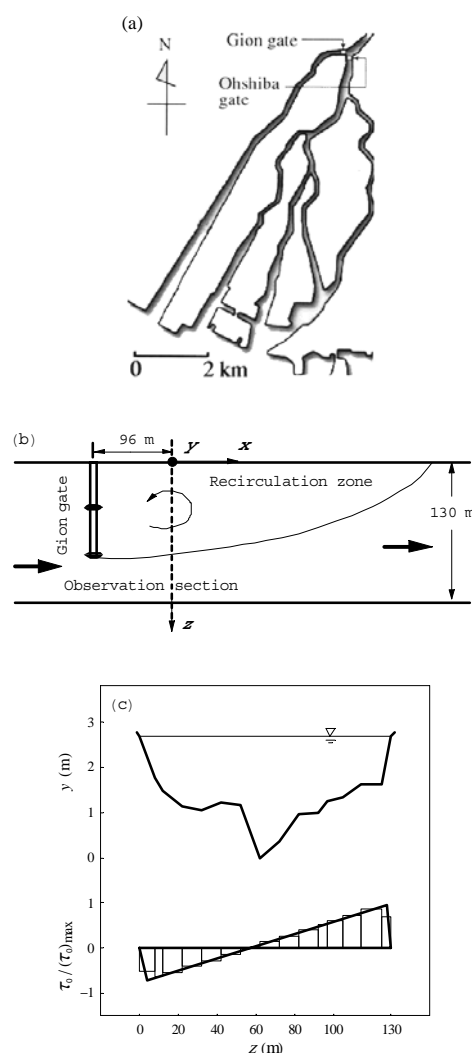 (a)
N
Gion gate
Ohshiba
gate
0 2 km
(b)
96 m
y
x
Recirculation zone
Gion gate
130 m
Observation section
z
(c)
3
2
1
0
y (m)
1
0
−1
τ0/(τ0)max
0 20 40 60 80 100 130
z (m)